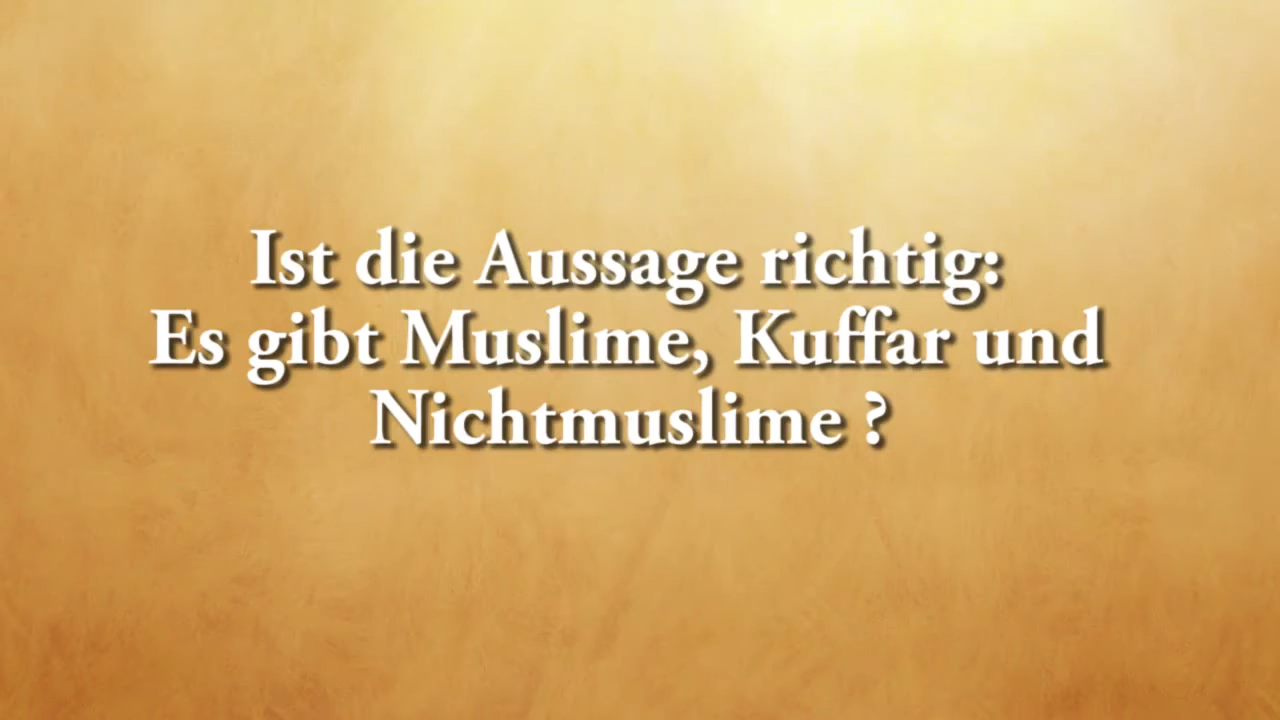 Ist die Aussage richtig:
Es gibt Muslime, Kuffar und
Nichtmuslime ?